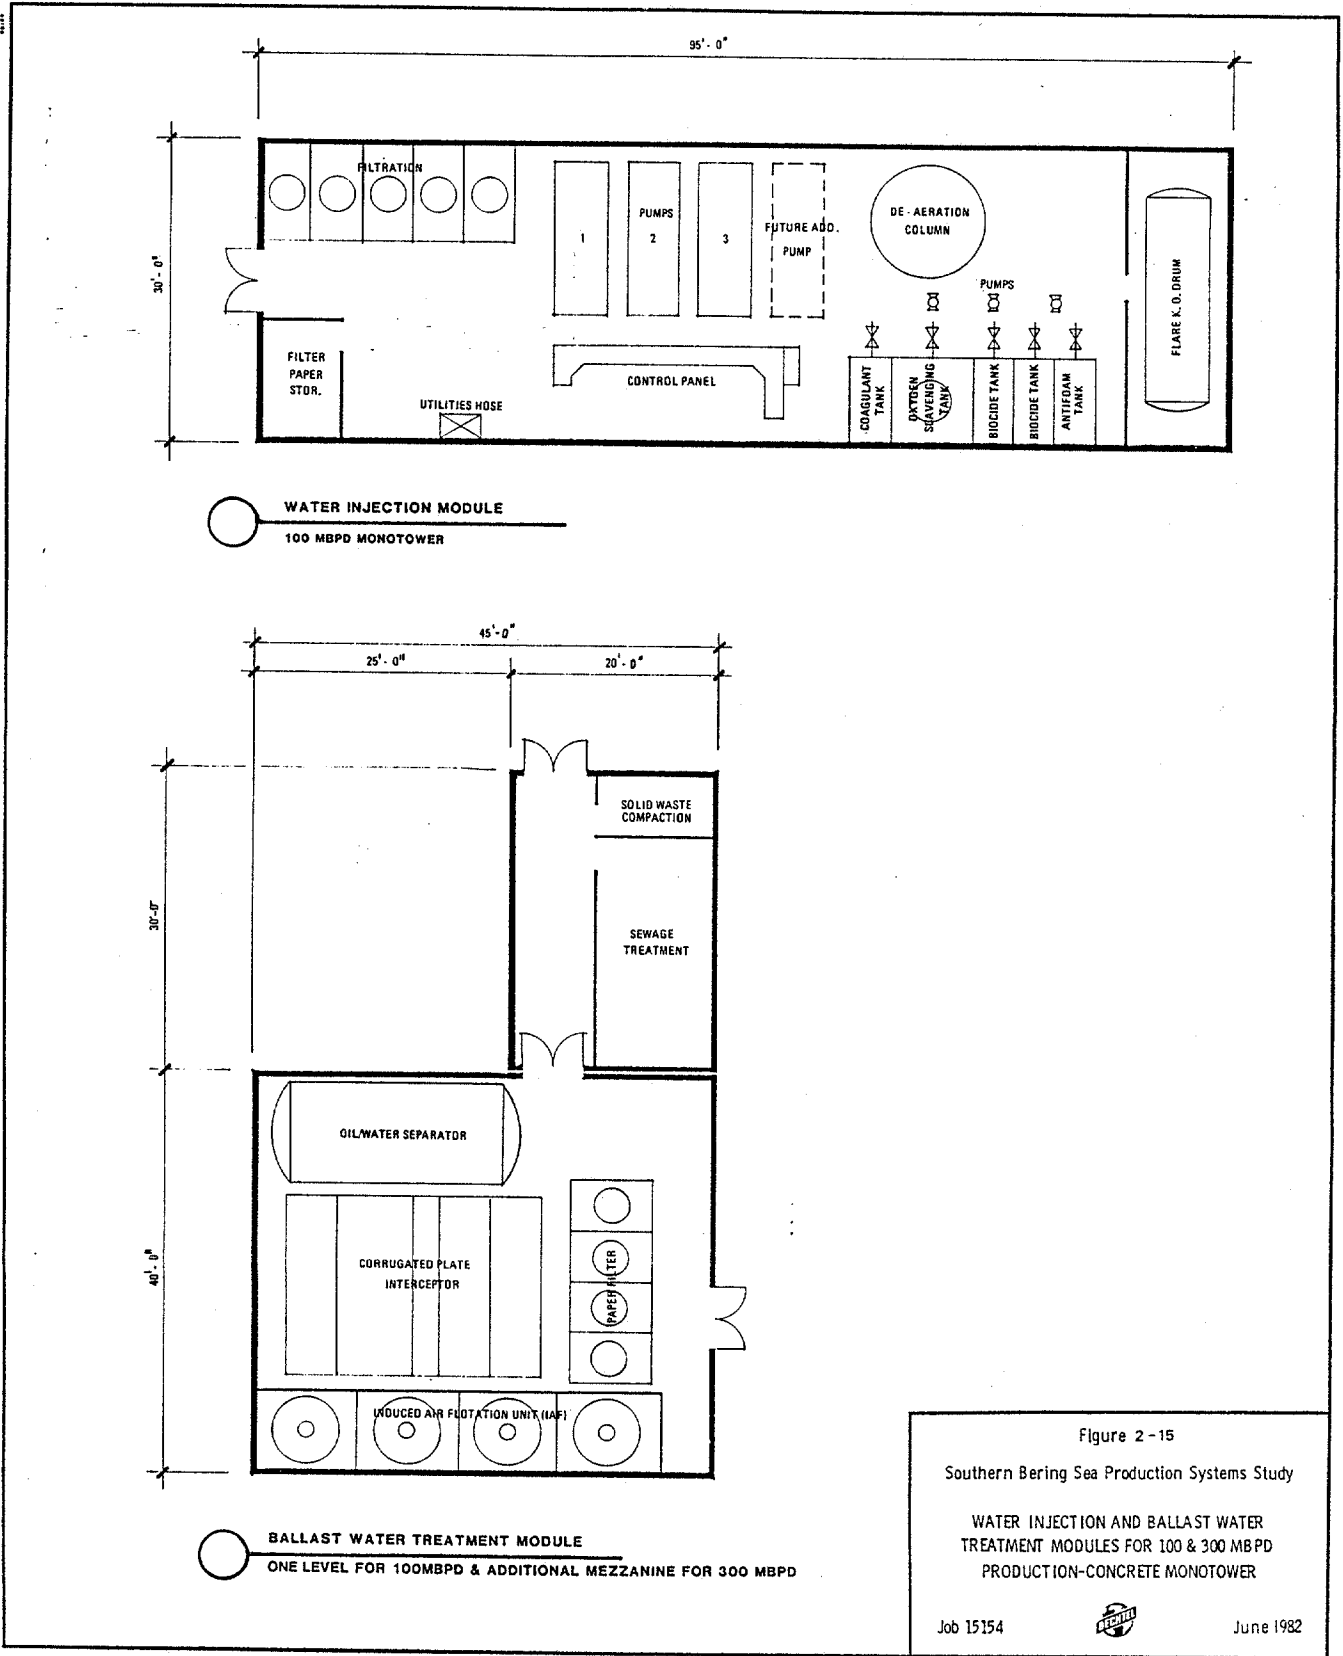 95'-0"
30'-0"
FILTRATION
1
PUMPS
2
3
FUTURE ADD.
PUMP
DE-AERATION
COLUMN
PUMPS
FLARE K.O. DRUM
FILTER
PAPER
STOR.
UTILITIES HOSE
CONTROL PANEL
COAGULANT
TANK
OXYGEN
SCAVENGING
TANK
BIOCIDE TANK
BIOCIDE TANK
ANTIFOAM
TANK
WATER INJECTION MODULE
100 MBPD MONOTOWER
45'-0"
25'-0"
20'-0"
30'-0"
SOLID WASTE
COMPACTION
SEWAGE
TREATMENT
40'-0"
OIL/WATER SEPARATOR
CORRUGATED PLATE
INTERCEPTOR
PAPER FILTER
INDUCED AIR FLOTATION UNIT (IAF)
BALLAST WATER TREATMENT MODULE
ONE LEVEL FOR 100MBPD & ADDITIONAL MEZZANINE FOR 300 MBPD
Figure 2-15
Southern Bering Sea Production Systems Study
WATER INJECTION AND BALLAST WATER
TREATMENT MODULES FOR 100 & 300 MBPD
PRODUCTION-CONCRETE MONOTOWER
Job 15154
BECHTEL
June 1982